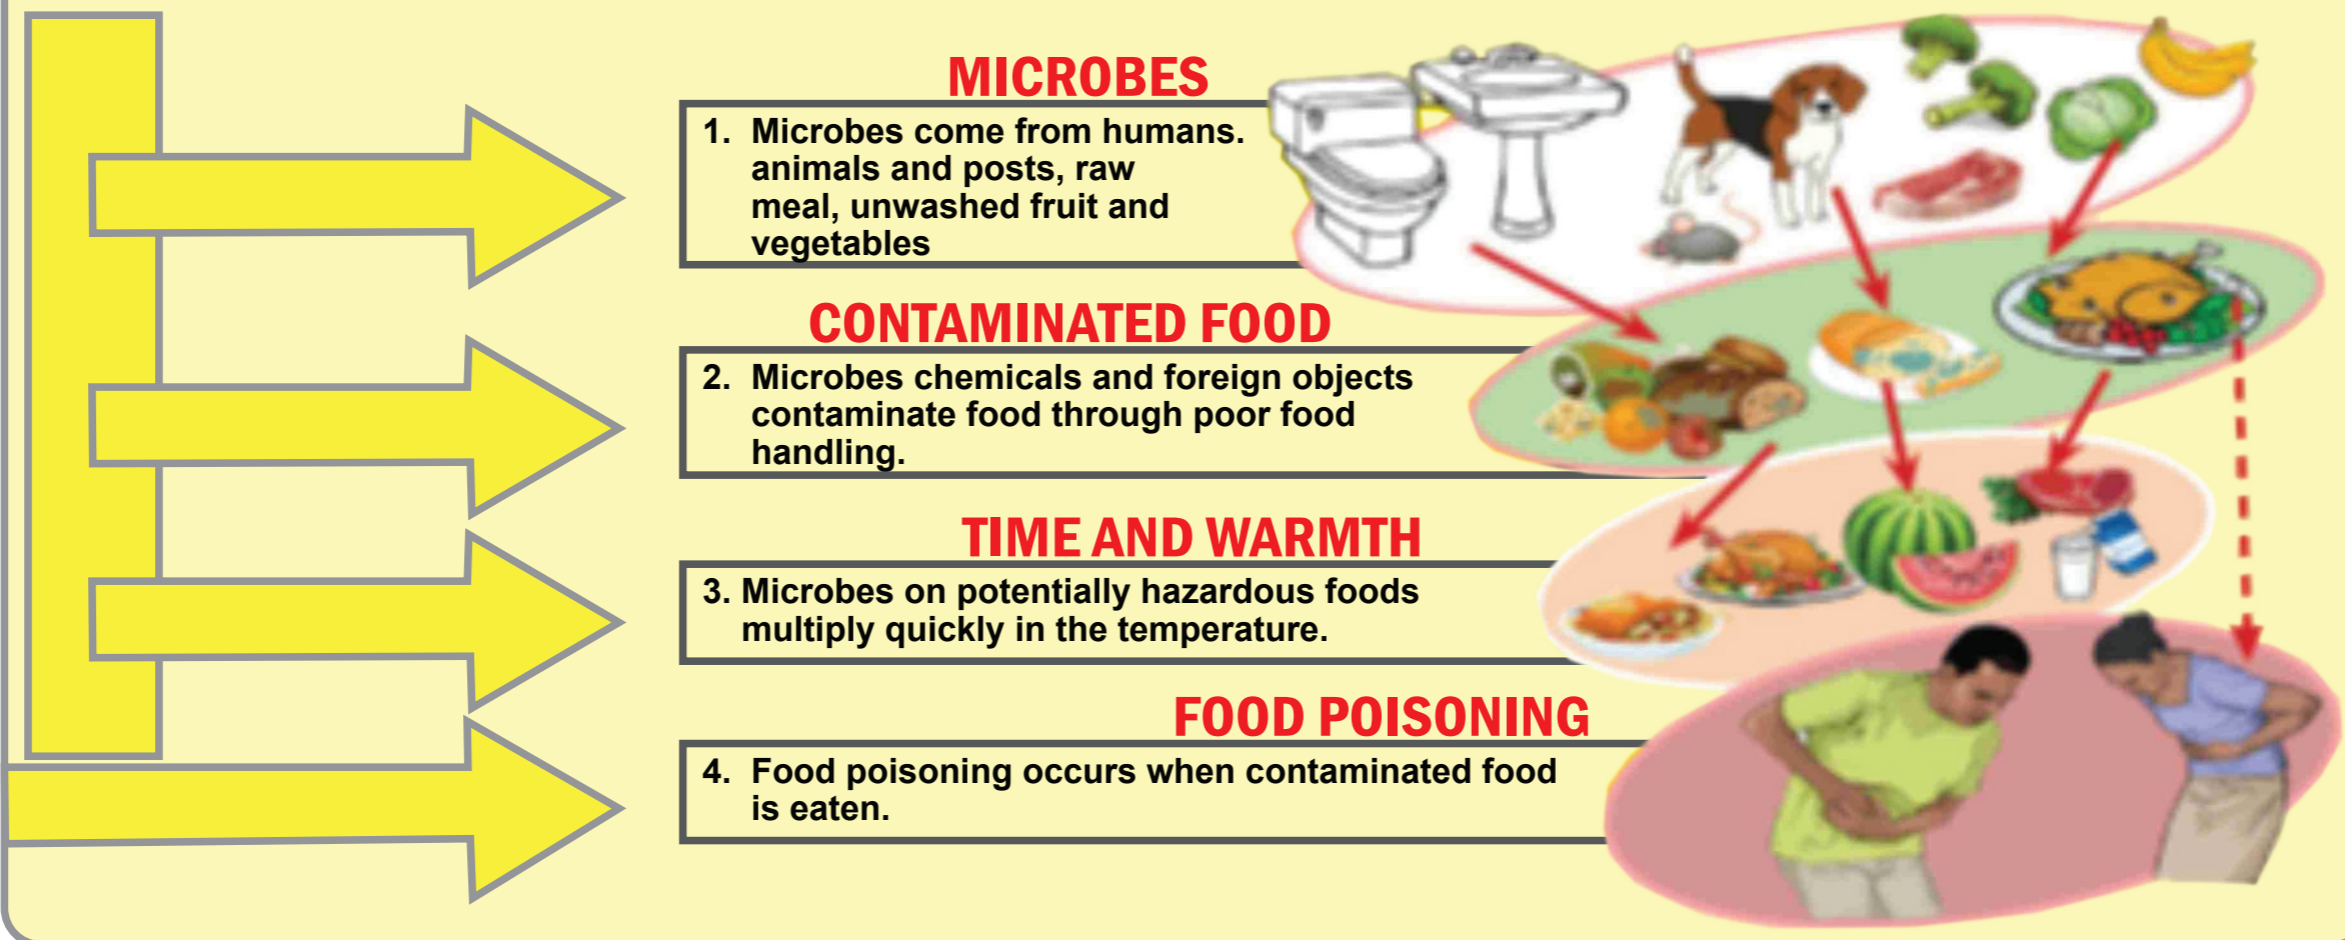 MICROBES
1. Microbes come from humans.
animals and posts, raw
meal, unwashed fruit and
vegetables
CONTAMINATED FOOD
2. Microbes chemicals and foreign objects
contaminate food through poor food
handling.
TIME AND WARMTH
3. Microbes on potentially hazardous foods
multiply quickly in the temperature.
FOOD POISONING
4. Food poisoning occurs when contaminated food
is eaten.